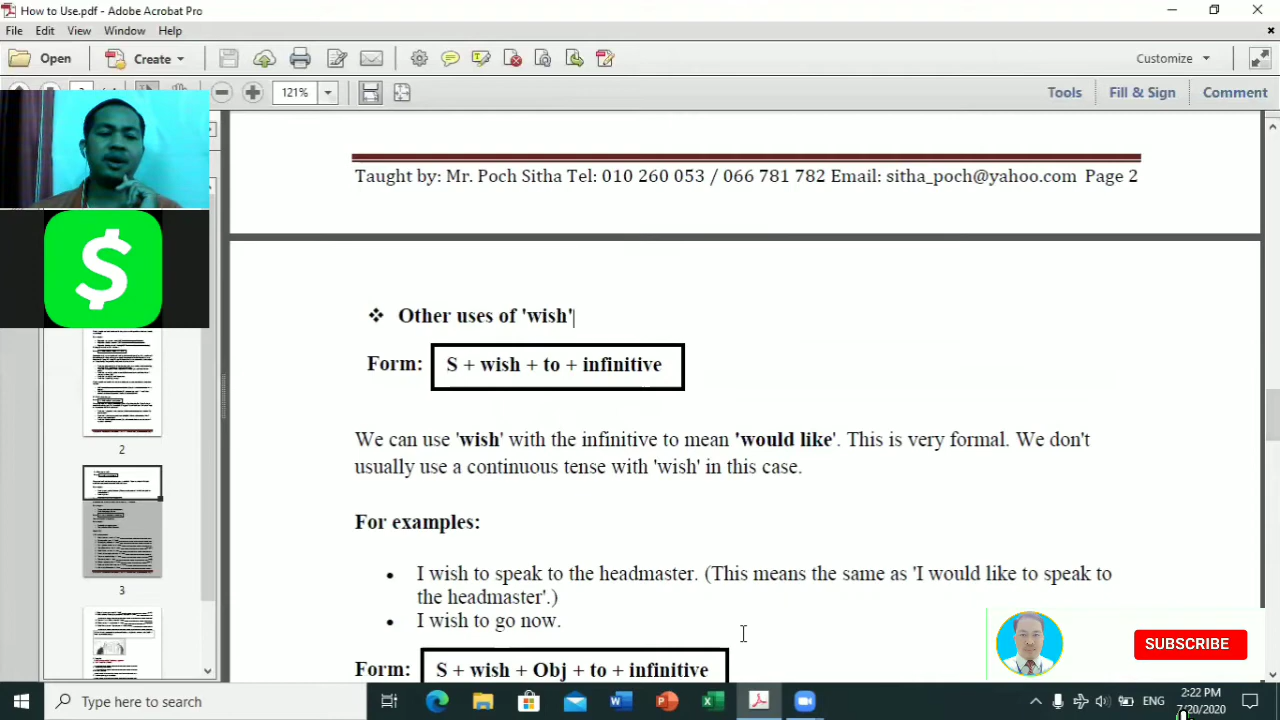 How to Use.pdf - Adobe Acrobat Pro
File Edit View Window Help
Open Create Customize
121% Tools Fill & Sign Comment
Taught by: Mr. Poch Sitha Tel: 010 260 053 / 066 781 782 Email: sitha_poch@yahoo.com Page 2
$
❖ Other uses of 'wish'
Form: S + wish + to + infinitive
We can use 'wish' with the infinitive to mean 'would like'. This is very formal. We don't
usually use a continuous tense with 'wish' in this case.
For examples:
• I wish to speak to the headmaster. (This means the same as 'I would like to speak to
the headmaster'.)
• I wish to go now.
Form: S + wish + Obj + to + infinitive
2
3
SUBSCRIBE
Type here to search
ENG
2:22 PM
7/20/2020